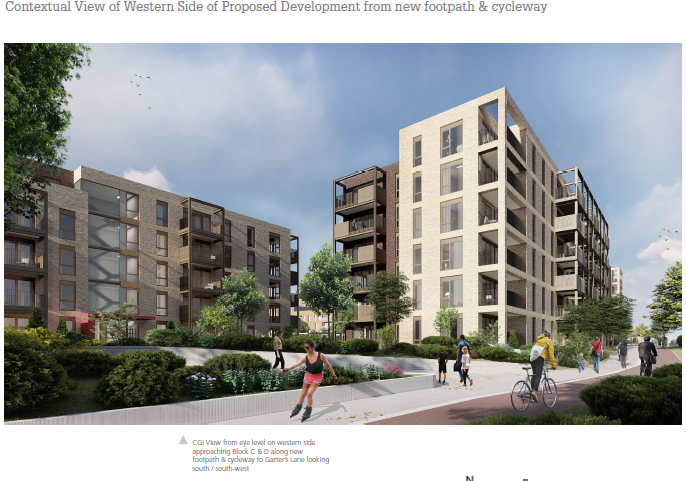 Contextual View of Western Side of Proposed Development from new footpath & cycleway
CGI View from eye level on western side
approaching Block C & D along new
footpath & cycleway to Garter's Lane looking
south / south-west
N